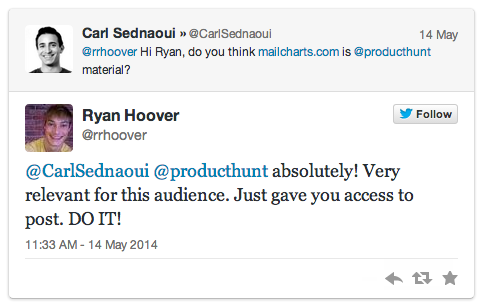 Carl Sednaoui » @CarlSednaoui 14 May
@rrhoover Hi Ryan, do you think mailcharts.com is @producthunt
material?
Ryan Hoover Follow
@rrhoover
@CarlSednaoui @producthunt absolutely! Very
relevant for this audience. Just gave you access to
post. DO IT!
11:33 AM - 14 May 2014